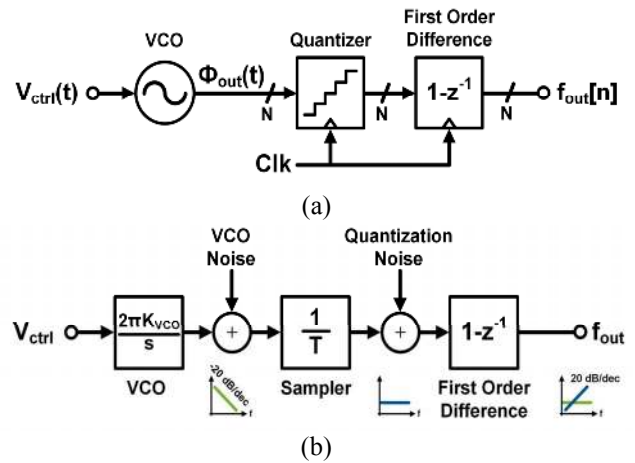 VCO
Quantizer
First Order
Difference
Vctrl(t)
Φout(t)
N
N
1-z⁻¹
N
fout[n]
Clk
(a)
VCO
Noise
Quantization
Noise
Vctrl
2πKVCO
s
+
1
T
+
1-z⁻¹
fout
VCO
-20 dB/dec
f
Sampler
f
First Order
Difference
20 dB/dec
f
(b)